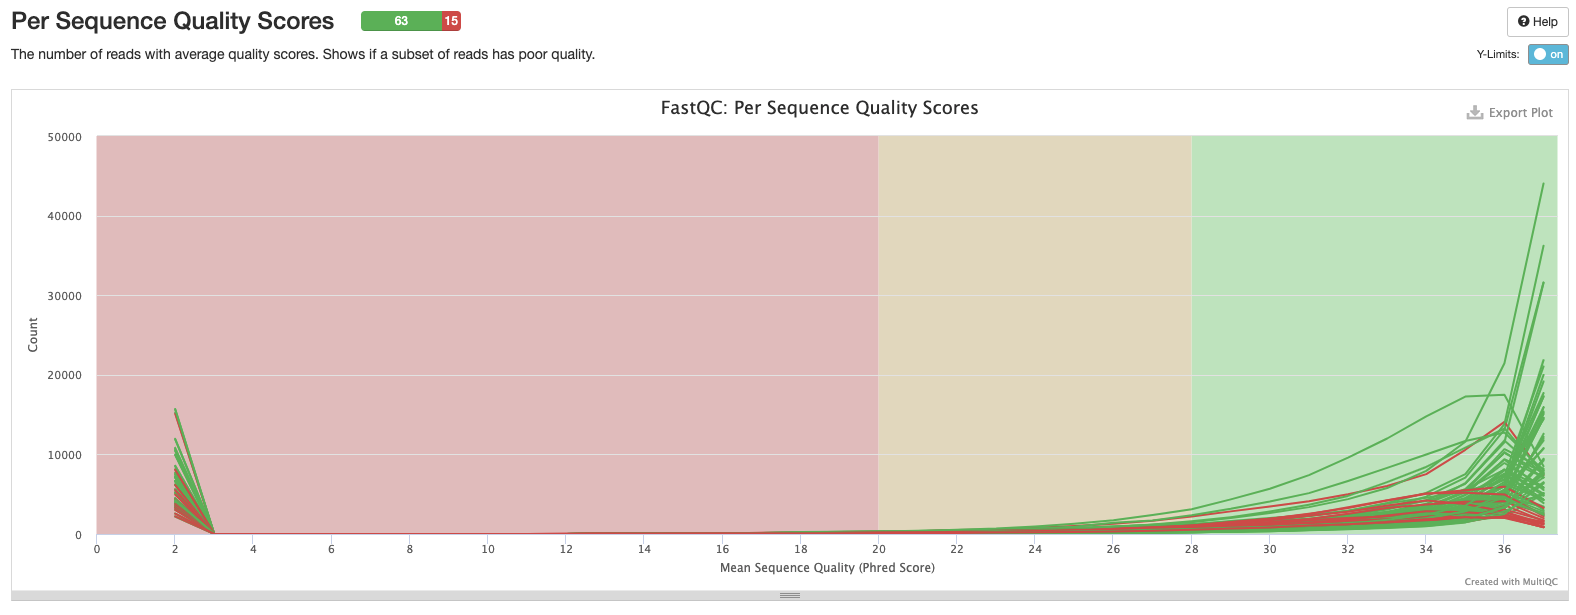 Per Sequence Quality Scores
63 15
Help
The number of reads with average quality scores. Shows if a subset of reads has poor quality.
Y-Limits: on
FastQC: Per Sequence Quality Scores
Export Plot
50000
40000
30000
20000
10000
0
Count
0 2 4 6 8 10 12 14 16 18 20 22 24 26 28 30 32 34 36
Mean Sequence Quality (Phred Score)
Created with MultiQC